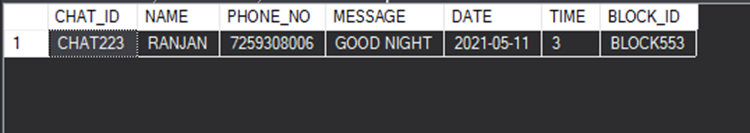 CHAT_ID NAME PHONE_NO MESSAGE DATE TIME BLOCK_ID
1 CHAT223 RANJAN 7259308006 GOOD NIGHT 2021-05-11 3 BLOCK553